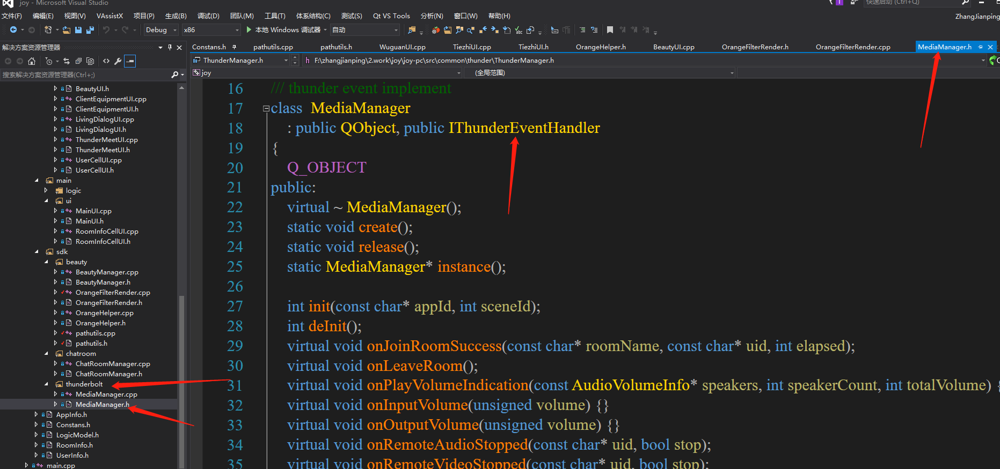 joy - Microsoft Visual Studio
快速启动 (Ctrl+Q)
文件(F) 编辑(E) 视图(V) VAssistX 项目(P) 生成(B) 调试(D) 团队(M) 工具(T) 体系结构(C) 测试(S) Qt VS Tools 分析(N) 窗口(W) 帮助(H)
ZhangJianping
Debug x86 本地 Windows 调试器 自动
解决方案资源管理器
搜索解决方案资源管理器(Ctrl+;)
BeautyUI.h
ClientEquipmentUI.cpp
ClientEquipmentUI.h
LivingDialogUI.cpp
LivingDialogUI.h
ThunderMeetUI.cpp
ThunderMeetUI.h
UserCellUI.cpp
UserCellUI.h
main
logic
ui
MainUI.cpp
MainUI.h
RoomInfoCellUI.cpp
RoomInfoCellUI.h
sdk
beauty
BeautyManager.cpp
BeautyManager.h
OrangeFilterRender.cpp
OrangeFilterRender.h
OrangeHelper.cpp
OrangeHelper.h
pathutils.cpp
pathutils.h
chatroom
ChatRoomManager.cpp
ChatRoomManager.h
thunderbolt
MediaManager.cpp
MediaManager.h
AppInfo.h
Constans.h
LogicModel.h
RoomInfo.h
UserInfo.h
main.cpp
Constans.h pathutils.cpp pathutils.h WuguanUI.cpp TiezhiUI.cpp TiezhiUI.h OrangeHelper.h BeautyUI.cpp OrangeFilterRender.h OrangeFilterRender.cpp MediaManager.h
ThunderManager.h F:\zhangjianping\2.work\joy\joy-pc\src\common\thunder\ThunderManager.h
joy (全局范围)
16 /// thunder event implement
17 class MediaManager
18 : public QObject, public IThunderEventHandler
19 {
20 Q_OBJECT
21 public:
22 virtual ~ MediaManager();
23 static void create();
24 static void release();
25 static MediaManager* instance();
26
27 int init(const char* appId, int sceneId);
28 int deInit();
29 virtual void onJoinRoomSuccess(const char* roomName, const char* uid, int elapsed);
30 virtual void onLeaveRoom();
31 virtual void onPlayVolumeIndication(const AudioVolumeInfo* speakers, int speakerCount, int totalVolume) {
32 virtual void onInputVolume(unsigned volume) {}
33 virtual void onOutputVolume(unsigned volume) {}
34 virtual void onRemoteAudioStopped(const char* uid, bool stop);
35 virtual void onRemoteVideoStopped(const char* uid, bool stop);